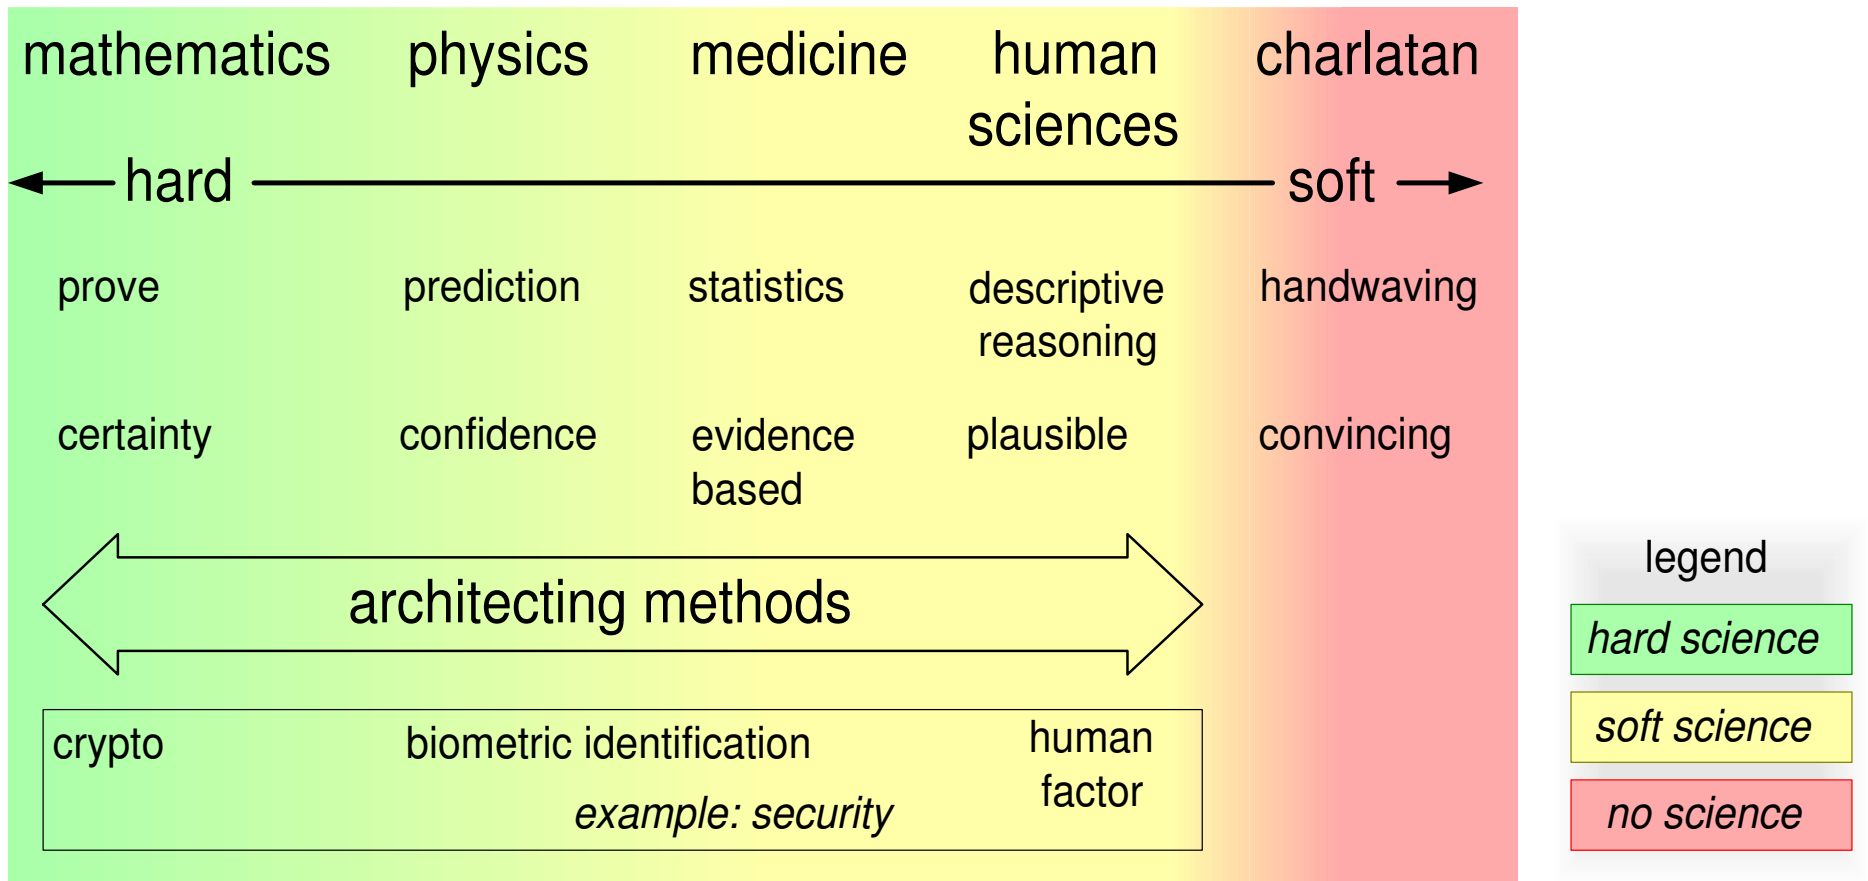 mathematics physics medicine human sciences charlatan
hard soft
prove prediction statistics descriptive reasoning handwaving
certainty confidence evidence based plausible convincing
architecting methods
crypto biometric identification human factor
example: security
legend
hard science
soft science
no science